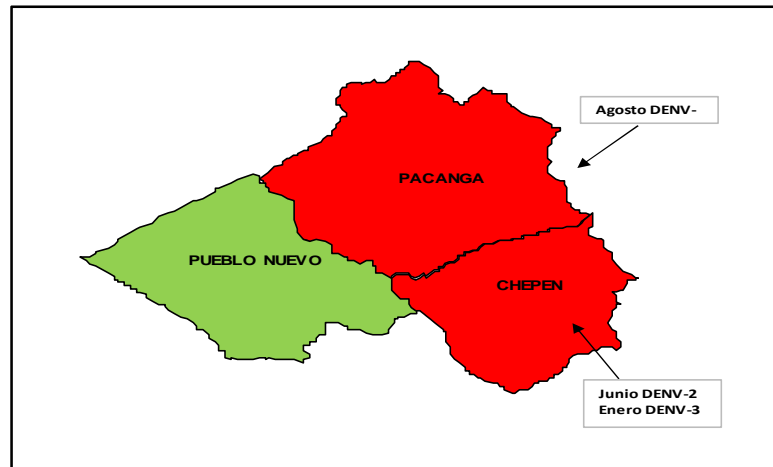 Agosto DENV-
PACANGA
PUEBLO NUEVO
CHEPEN
Junio DENV-2
Enero DENV-3